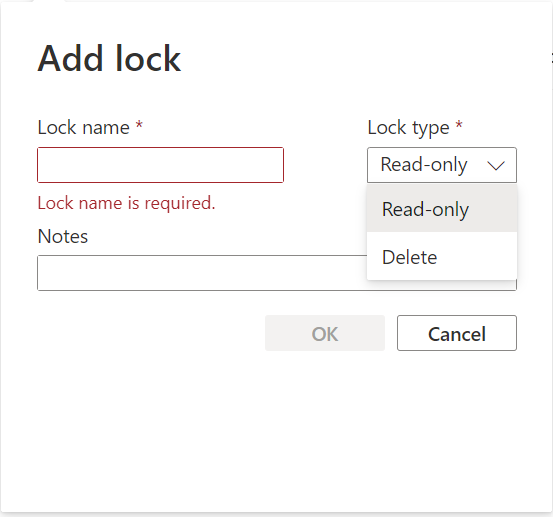 Add lock
Lock name *
Lock type *
Read-only
Lock name is required.
Read-only
Notes
Delete
OK
Cancel